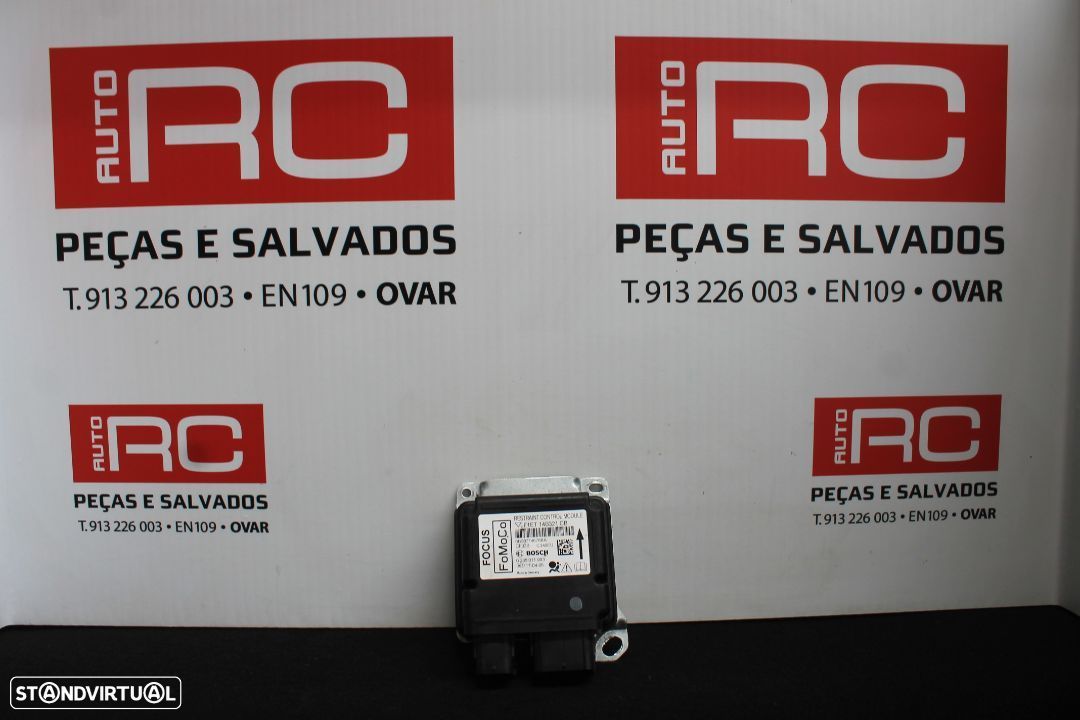 AUTO RC
PEÇAS E SALVADOS
T. 913 226 003 • EN109 • OVAR
AUTO RC
PEÇAS E SALVADOS
T. 913 226 003 • EN109 • OVAR
AUTO RC
PEÇAS E SALVADOS
T. 913 226 003 • EN109 • OVAR
AUTO RC
PEÇAS E SALVADOS
T. 913 226 003 • EN109 • OVAR
FOCUS
FoMoCo
RESTRAINT CONTROL MODULE
BOSCH
STANDVIRTUAL